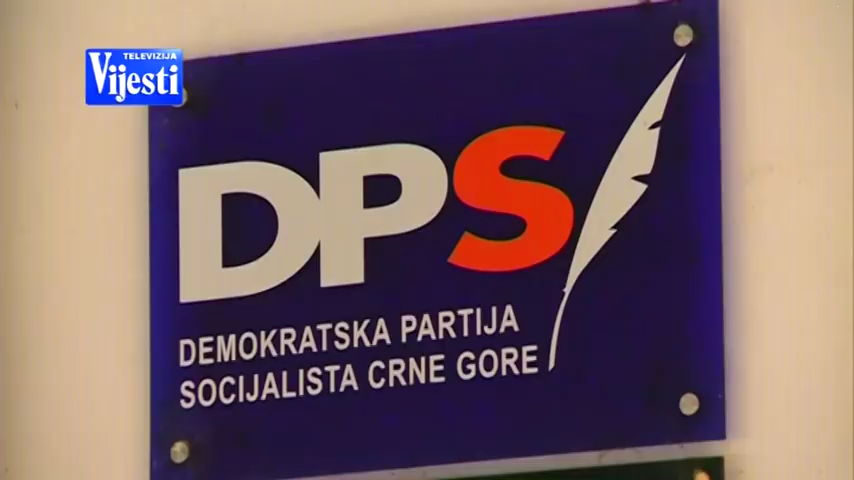 TELEVIZIJA
Vijesti
DPS
DEMOKRATSKA PARTIJA
SOCIJALISTA CRNE GORE